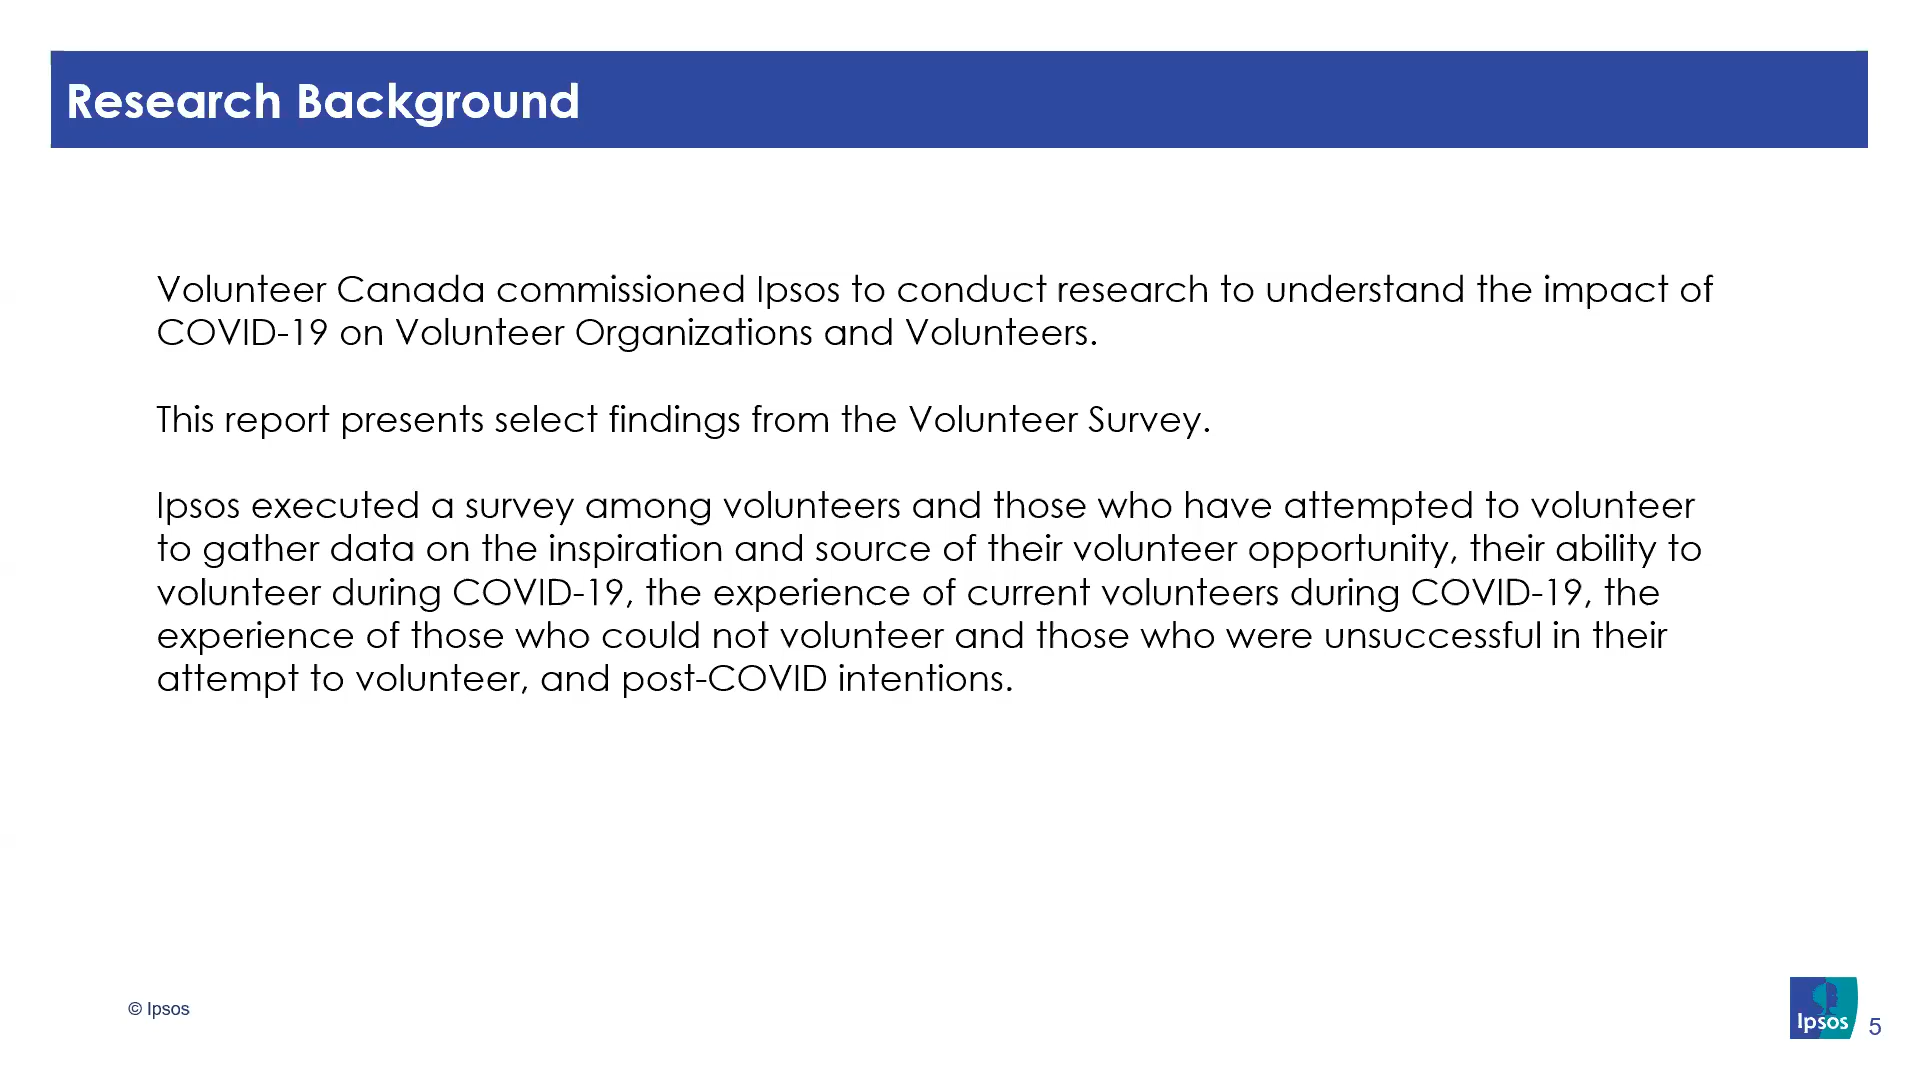 Research Background
Volunteer Canada commissioned Ipsos to conduct research to understand the impact of
COVID-19 on Volunteer Organizations and Volunteers.
This report presents select findings from the Volunteer Survey.
Ipsos executed a survey among volunteers and those who have attempted to volunteer
to gather data on the inspiration and source of their volunteer opportunity, their ability to
volunteer during COVID-19, the experience of current volunteers during COVID-19, the
experience of those who could not volunteer and those who were unsuccessful in their
attempt to volunteer, and post-COVID intentions.
© Ipsos
Ipsos
5